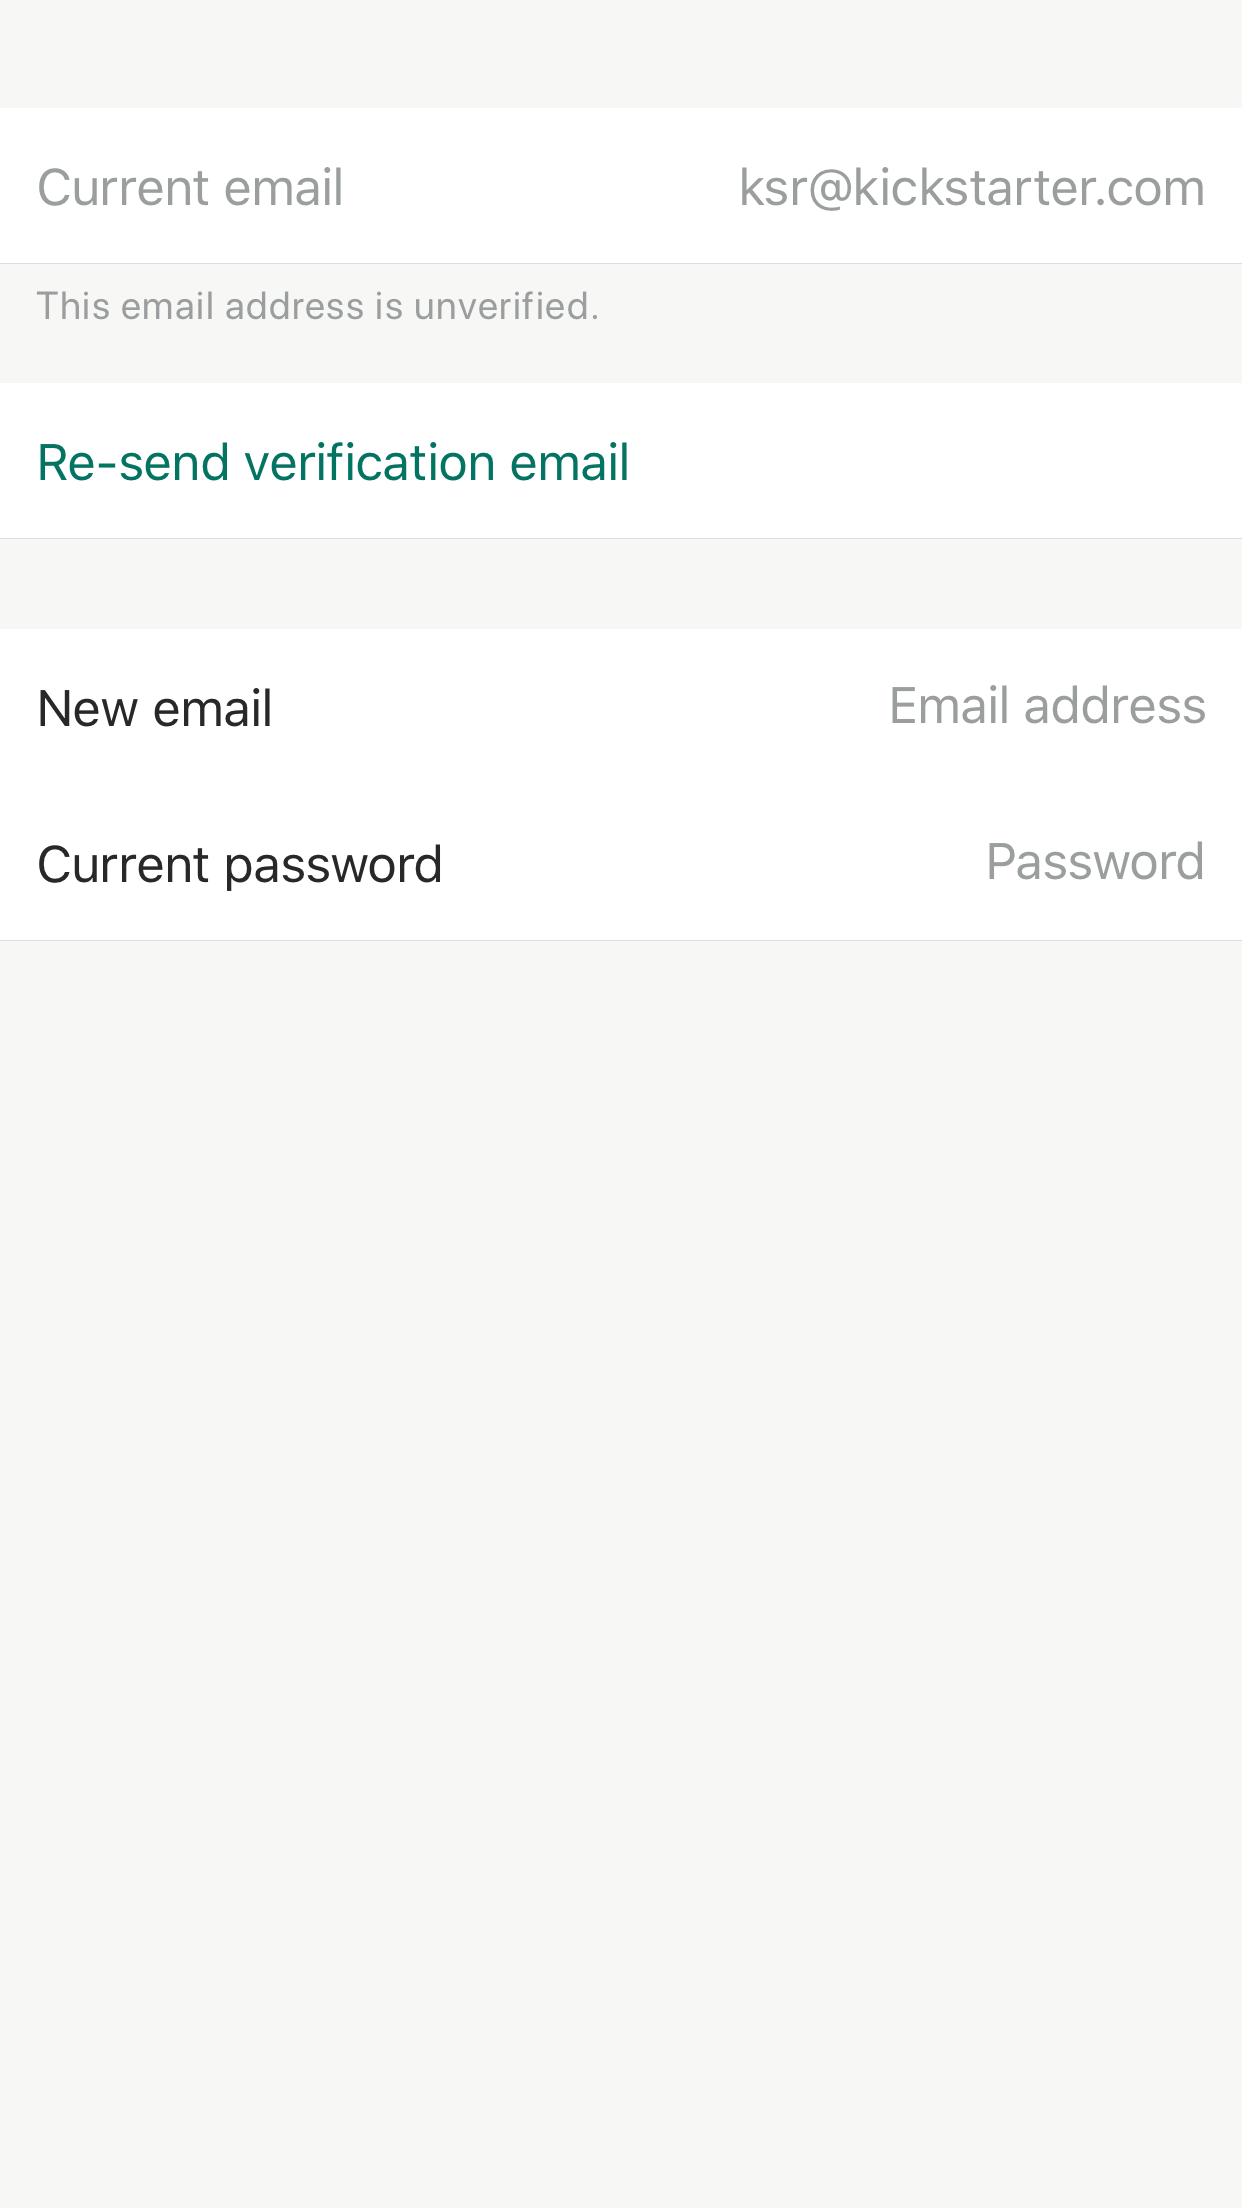 Current email ksr@kickstarter.com
This email address is unverified.
Re-send verification email
New email Email address
Current password Password